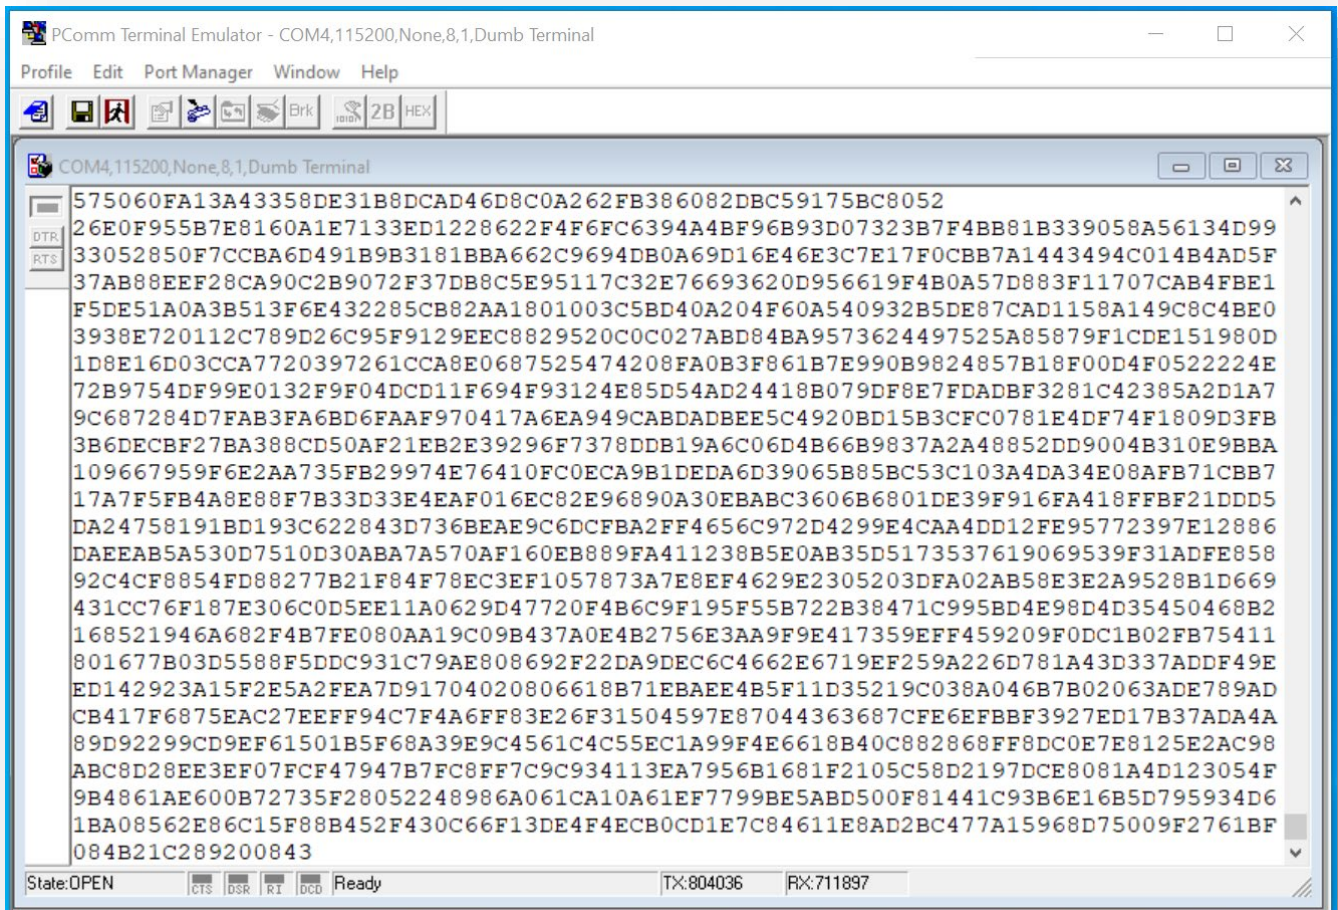 PComm Terminal Emulator - COM4,115200,None,8,1,Dumb Terminal
Profile Edit Port Manager Window Help
Brk 1010 2B HEX
COM4,115200,None,8,1,Dumb Terminal
DTR
RTS
575060FA13A43358DE31B8DCAD46D8C0A262FB386082DBC59175BC8052
26E0F955B7E8160A1E7133ED1228622F4F6FC6394A4BF96B93D07323B7F4BB81B339058A56134D99
33052850F7CCBA6D491B9B3181BBA662C9694DB0A69D16E46E3C7E17F0CBB7A1443494C014B4AD5F
37AB88EEF28CA90C2B9072F37DB8C5E95117C32E76693620D956619F4B0A57D883F11707CAB4FBE1
F5DE51A0A3B513F6E432285CB82AA1801003C5BD40A204F60A540932B5DE87CAD1158A149C8C4BE0
3938E720112C789D26C95F9129EEC8829520C0C027ABD84BA9573624497525A85879F1CDE151980D
1D8E16D03CCA7720397261CCA8E0687525474208FA0B3F861B7E990B9824857B18F00D4F0522224E
72B9754DF99E0132F9F04DCD11F694F93124E85D54AD24418B079DF8E7FDADBF3281C42385A2D1A7
9C687284D7FAB3FA6BD6FAAF970417A6EA949CABDADBEE5C4920BD15B3CFC0781E4DF74F1809D3FB
3B6DECBF27BA388CD50AF21EB2E39296F7378DDB19A6C06D4B66B9837A2A48852DD9004B310E9BBA
109667959F6E2AA735FB29974E76410FC0ECA9B1DEDA6D39065B85BC53C103A4DA34E08AFB71CBB7
17A7F5FB4A8E88F7B33D33E4EAF016EC82E96890A30EBABC3606B6801DE39F916FA418FFBF21DDD5
DA24758191BD193C622843D736BEAE9C6DCFBA2FF4656C972D4299E4CAA4DD12FE95772397E12886
DAEEAB5A530D7510D30ABA7A570AF160EB889FA411238B5E0AB35D5173537619069539F31ADFE858
92C4CF8854FD88277B21F84F78EC3EF1057873A7E8EF4629E2305203DFA02AB58E3E2A9528B1D669
431CC76F187E306C0D5EE11A0629D47720F4B6C9F195F55B722B38471C995BD4E98D4D35450468B2
168521946A682F4B7FE080AA19C09B437A0E4B2756E3AA9F9E417359EFF459209F0DC1B02FB75411
801677B03D5588F5DDC931C79AE808692F22DA9DEC6C4662E6719EF259A226D781A43D337ADDF49E
ED142923A15F2E5A2FEA7D91704020806618B71EBAEE4B5F11D35219C038A046B7B02063ADE789AD
CB417F6875EAC27EEFF94C7F4A6FF83E26F31504597E87044363687CFE6EFBBF3927ED17B37ADA4A
89D92299CD9EF61501B5F68A39E9C4561C4C55EC1A99F4E6618B40C882868FF8DC0E7E8125E2AC98
ABC8D28EE3EF07FCF47947B7FC8FF7C9C934113EA7956B1681F2105C58D2197DCE8081A4D123054F
9B4861AE600B72735F28052248986A061CA10A61EF7799BE5ABD500F81441C93B6E16B5D795934D6
1BA08562E86C15F88B452F430C66F13DE4F4ECB0CD1E7C84611E8AD2BC477A15968D75009F2761BF
084B21C289200843
State:OPEN CTS DSR RI DCD Ready TX:804036 RX:711897